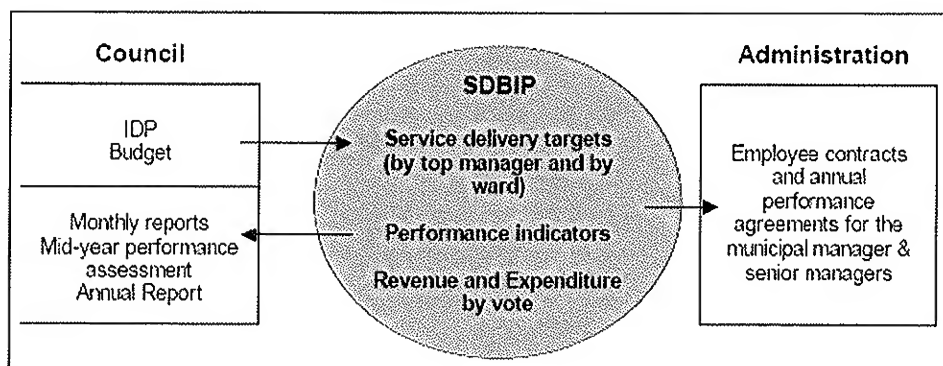 Council
IDP
Budget
Monthly reports
Mid-year performance
assessment
Annual Report
SDBIP
Service delivery targets
(by top manager and by
ward)
Performance indicators
Revenue and Expenditure
by vote
Administration
Employee contracts
and annual
performance
agreements for the
municipal manager &
senior managers